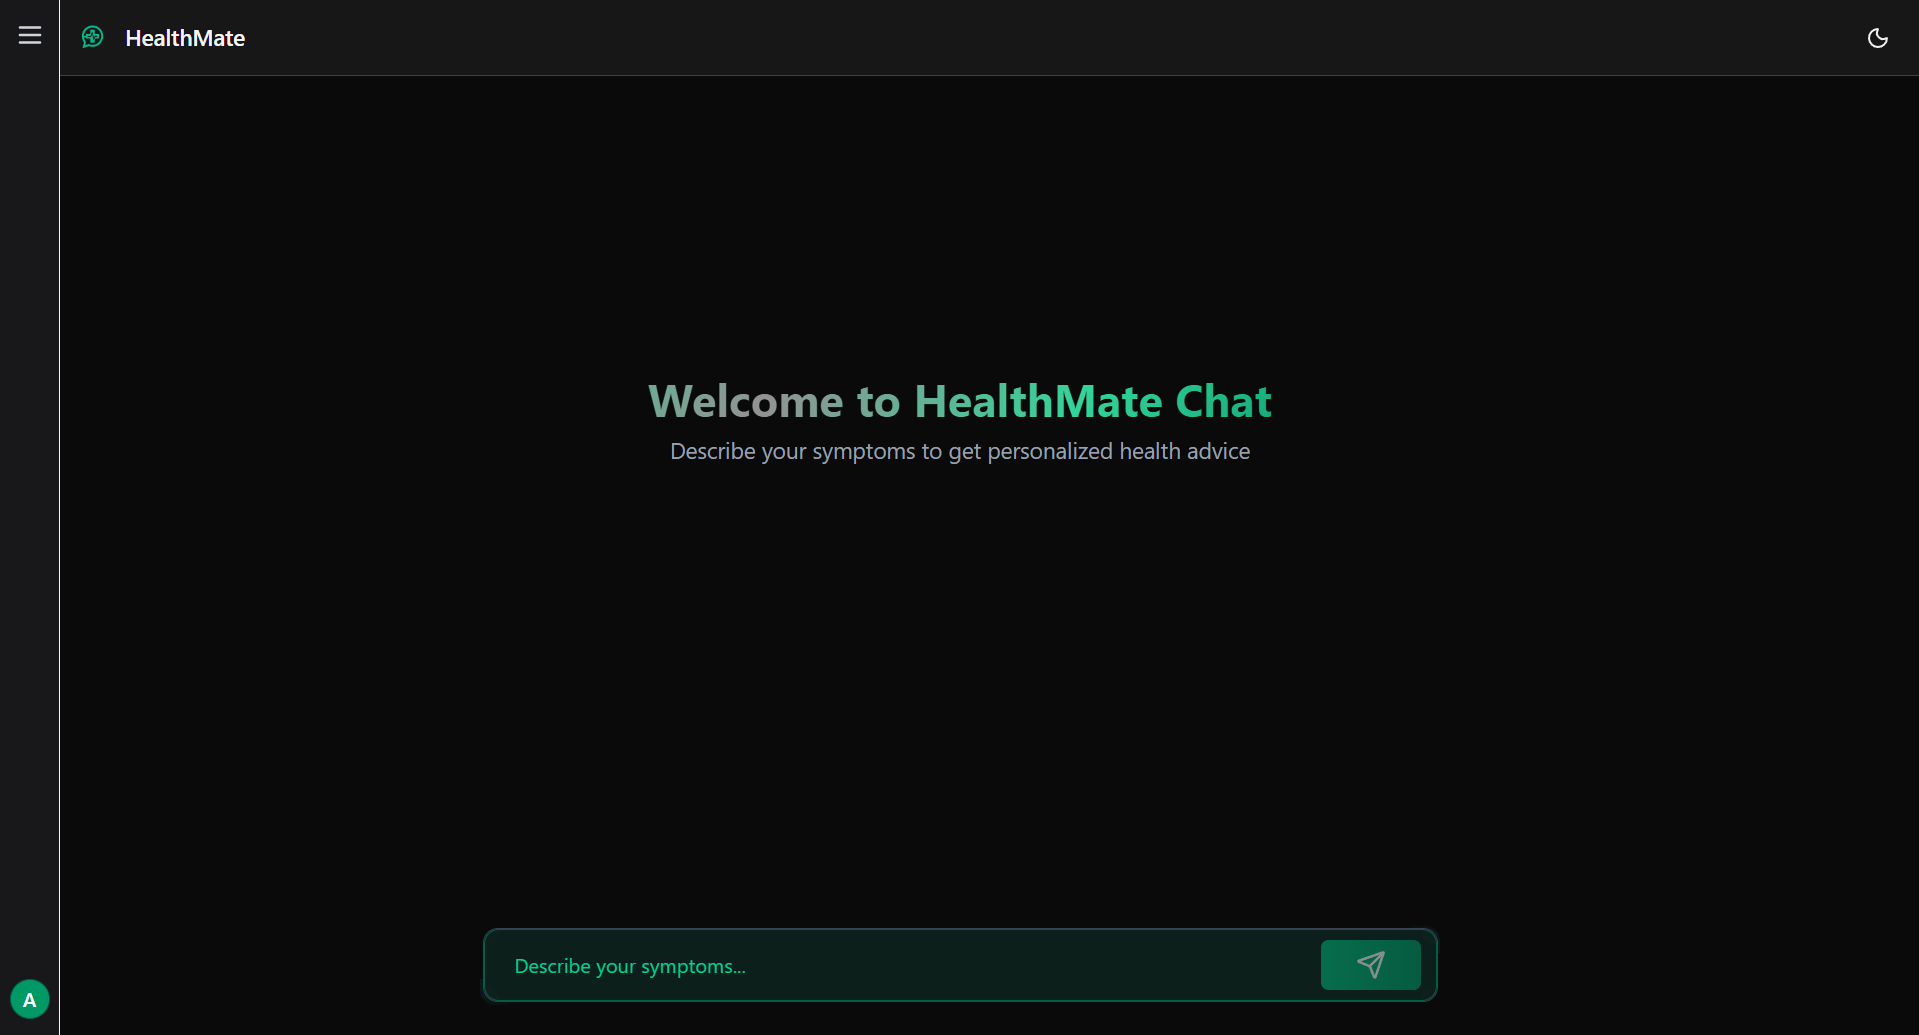 HealthMate
Welcome to HealthMate Chat
Describe your symptoms to get personalized health advice
Describe your symptoms...
A